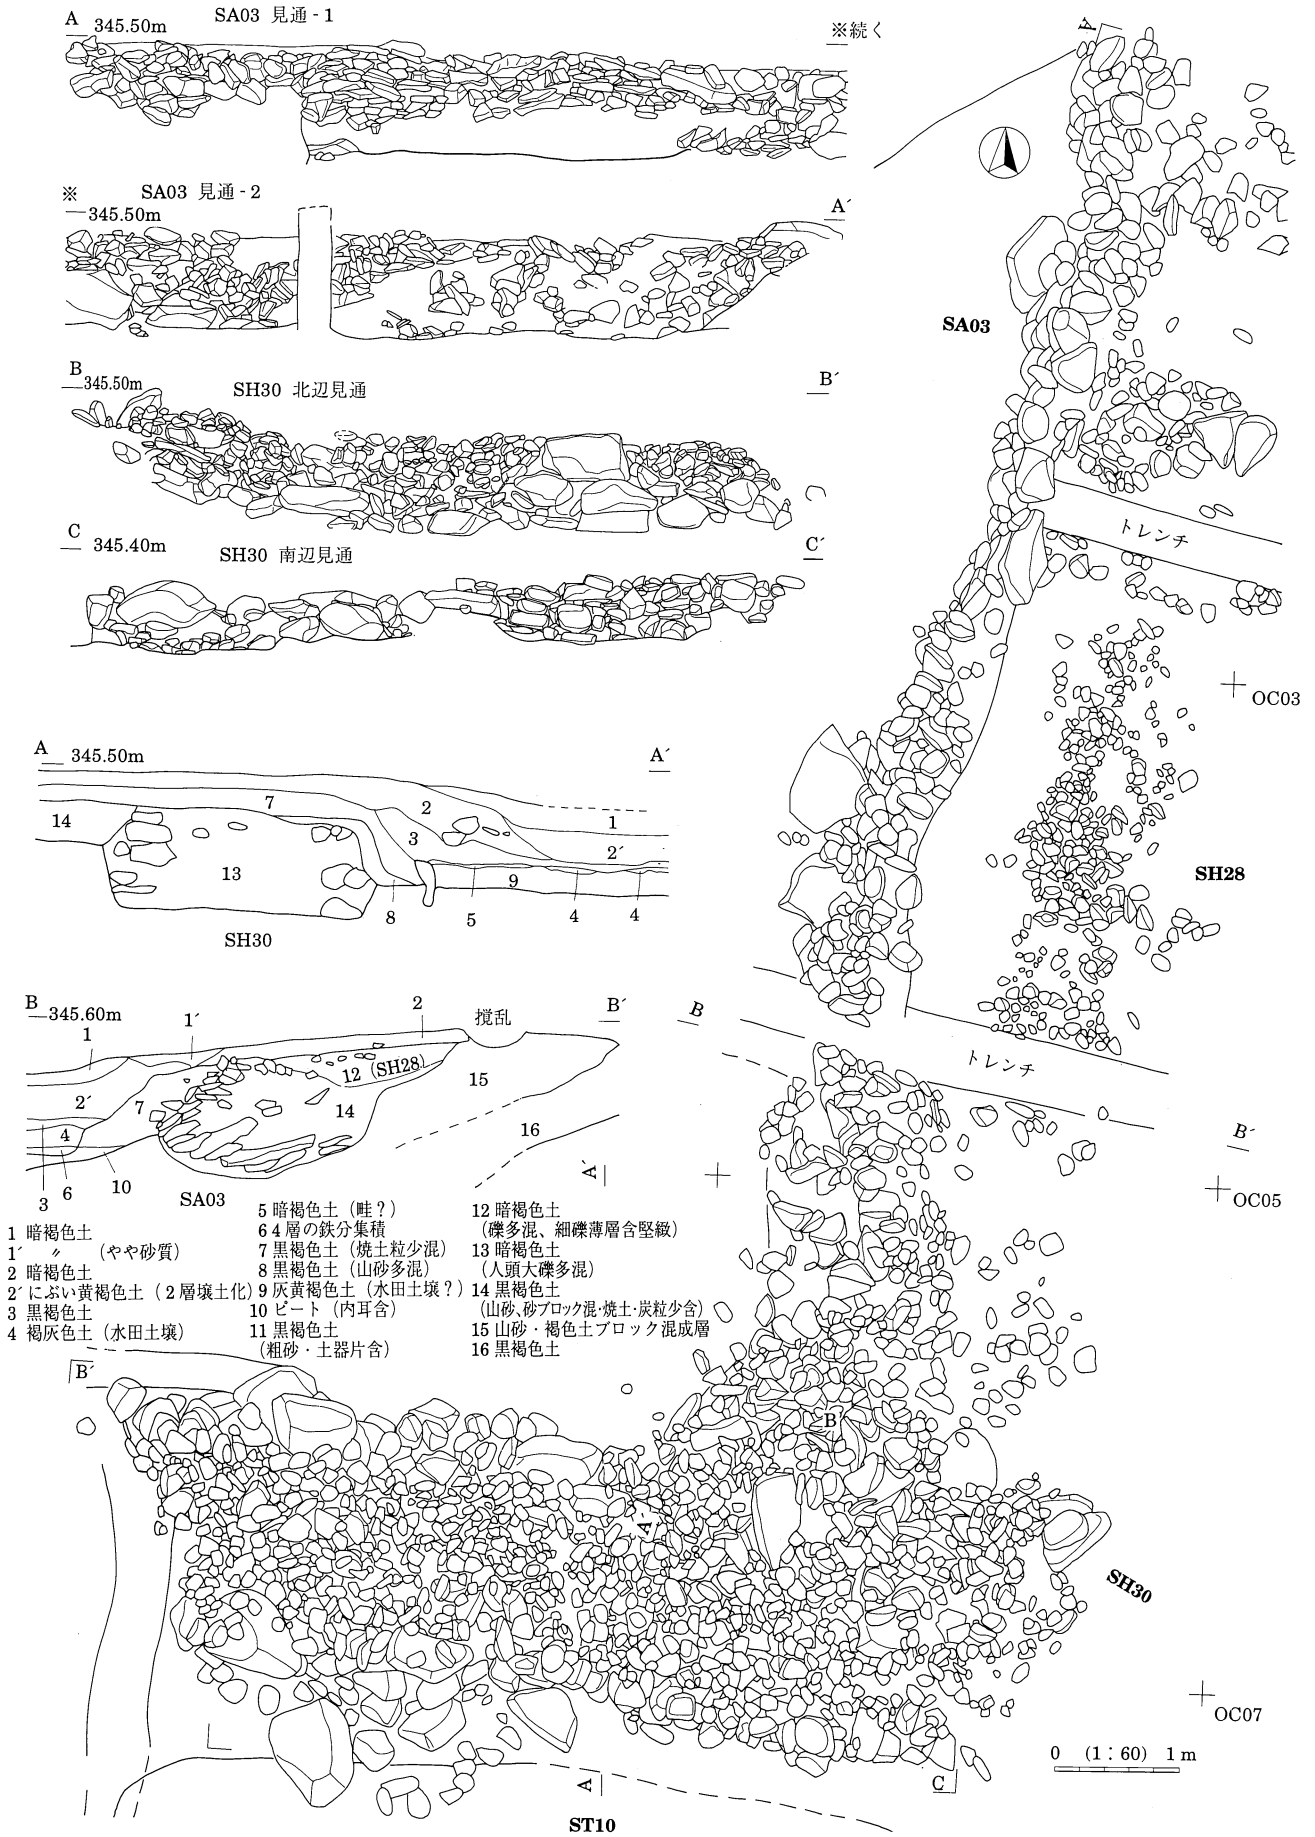 A 345.50m
SA03 見通 - 1
※続く
※
SA03 見通 - 2
345.50m
A´
B 345.50m
SH30 北辺見通
B´
C 345.40m
SH30 南辺見通
C´
A 345.50m
A´
7
2
14
3
1
2´
13
9
8
5
4
4
SH30
B 345.60m
2
撹乱
B´
1
1´
12 (SH28)
15
2´
7
14
4
16
3
6
10
SA03
1 暗褐色土
1´ 〃 (やや砂質)
2 暗褐色土
2´ にぶい黄褐色土 (2層壌土化)
3 黒褐色土
4 褐灰色土 (水田土壌)
5 暗褐色土 (畦？)
6 4層の鉄分集積
7 黒褐色土 (焼土粒少混)
8 黒褐色土 (山砂多混)
9 灰黄褐色土 (水田土壌？)
10 ピート (内耳含)
11 黒褐色土
(粗砂・土器片含)
12 暗褐色土
(礫多混、細礫薄層含堅緻)
13 暗褐色土
(人頭大礫多混)
14 黒褐色土
(山砂、砂ブロック混・焼土・炭粒少含)
15 山砂・褐色土ブロック混成層
16 黒褐色土
A
SA03
トレンチ
OC03
SH28
B
トレンチ
B´
A´
OC05
B´
B
A
SH30
OC07
0 (1：60) 1 m
A
C
ST10